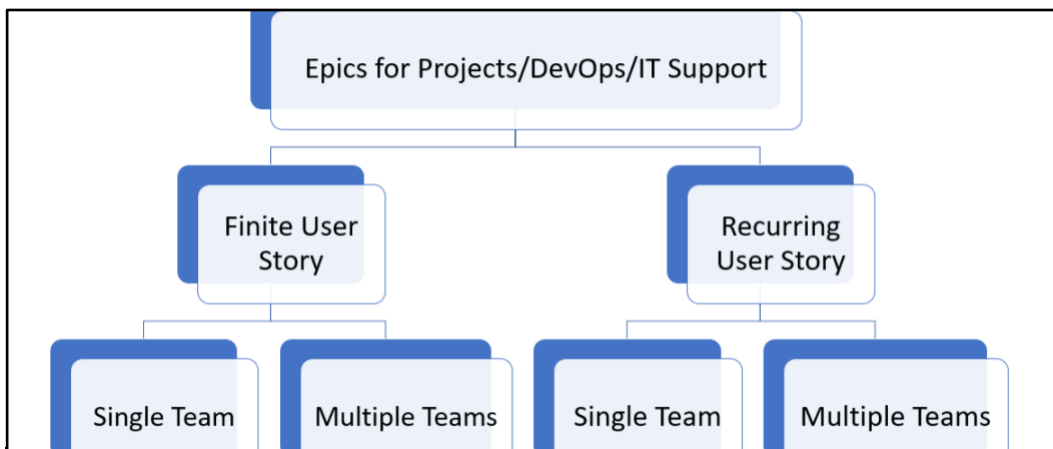 Epics for Projects/DevOps/IT Support
Finite User
Story
Recurring
User Story
Single Team
Multiple Teams
Single Team
Multiple Teams